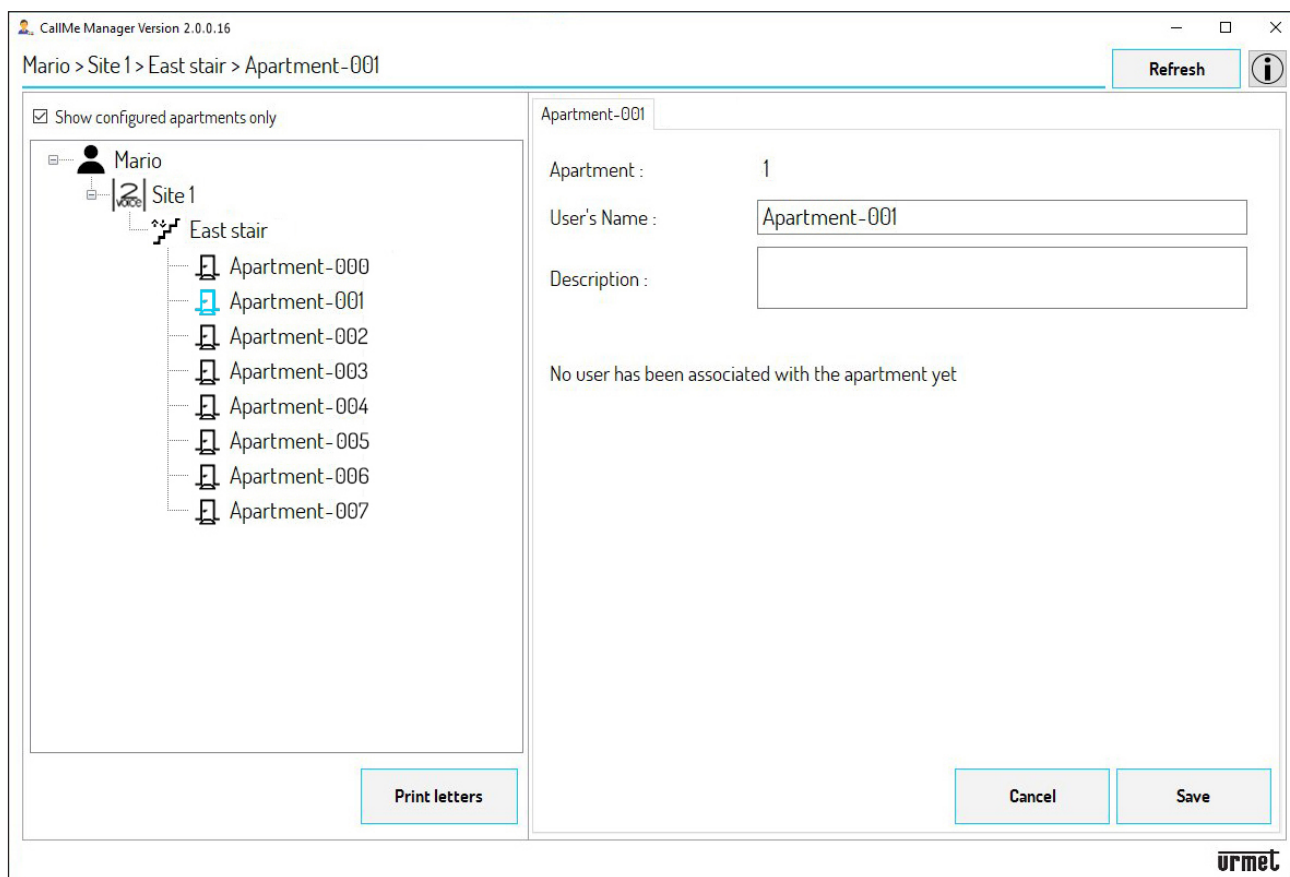 CallMe Manager Version 2.0.0.16
Mario > Site 1 > East stair > Apartment-001
Refresh
i
Show configured apartments only
Mario
2 VOICE
Site 1
East stair
Apartment-000
Apartment-001
Apartment-002
Apartment-003
Apartment-004
Apartment-005
Apartment-006
Apartment-007
Print letters
Apartment-001
Apartment : 1
User's Name : Apartment-001
Description :
No user has been associated with the apartment yet
Cancel
Save
urmet